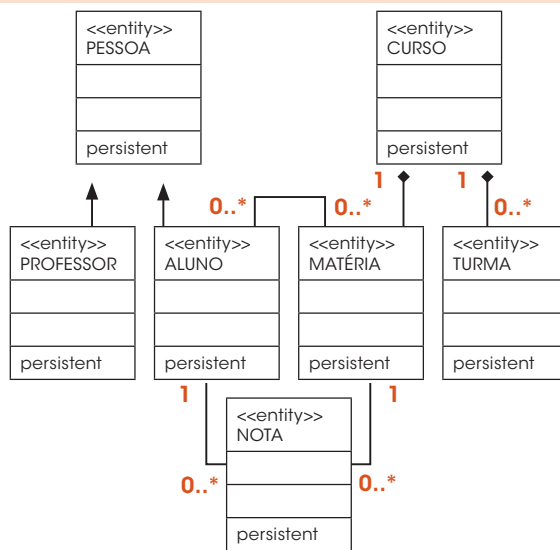 <<entity>>
PESSOA
persistent
<<entity>>
CURSO
persistent
1
1
0..*
0..*
0..*
<<entity>>
PROFESSOR
persistent
<<entity>>
ALUNO
persistent
<<entity>>
MATÉRIA
persistent
<<entity>>
TURMA
persistent
1
1
<<entity>>
NOTA
persistent
0..*
0..*